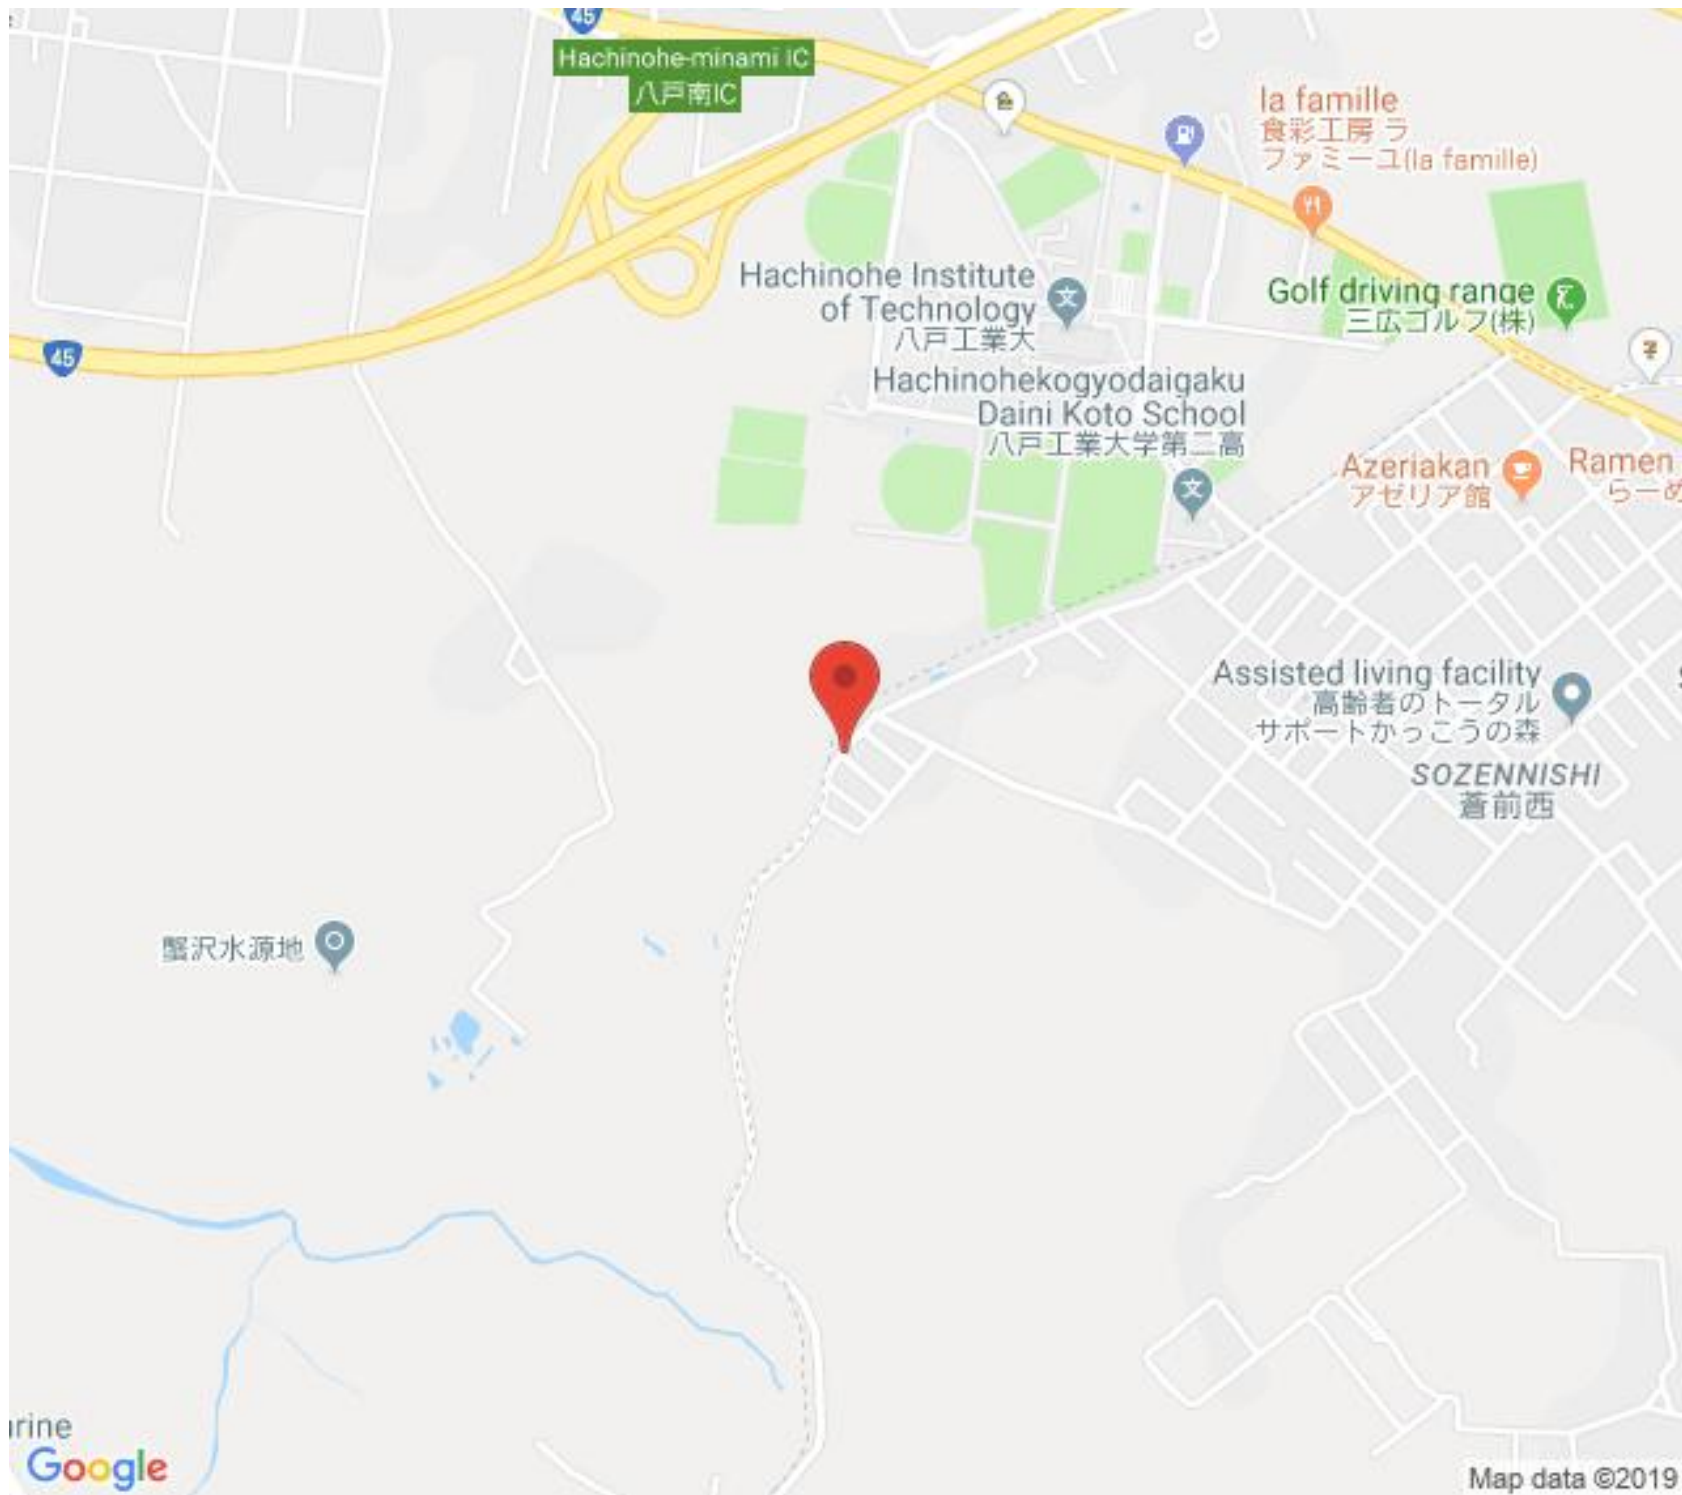 45
Hachinohe-minami IC
八戸南IC
la famille
食彩工房 ラ
ファミーユ(la famille)
Hachinohe Institute
of Technology
八戸工業大
Golf driving range
三広ゴルフ(株)
45
Hachinohekogyodaigaku
Daini Koto School
八戸工業大学第二高
Azeriakan
アゼリア館
Ramen
らーめ
Assisted living facility
高齢者のトータル
サポートかっこうの森
SOZENNISHI
蒼前西
蟹沢水源地
rine
Google
Map data ©2019